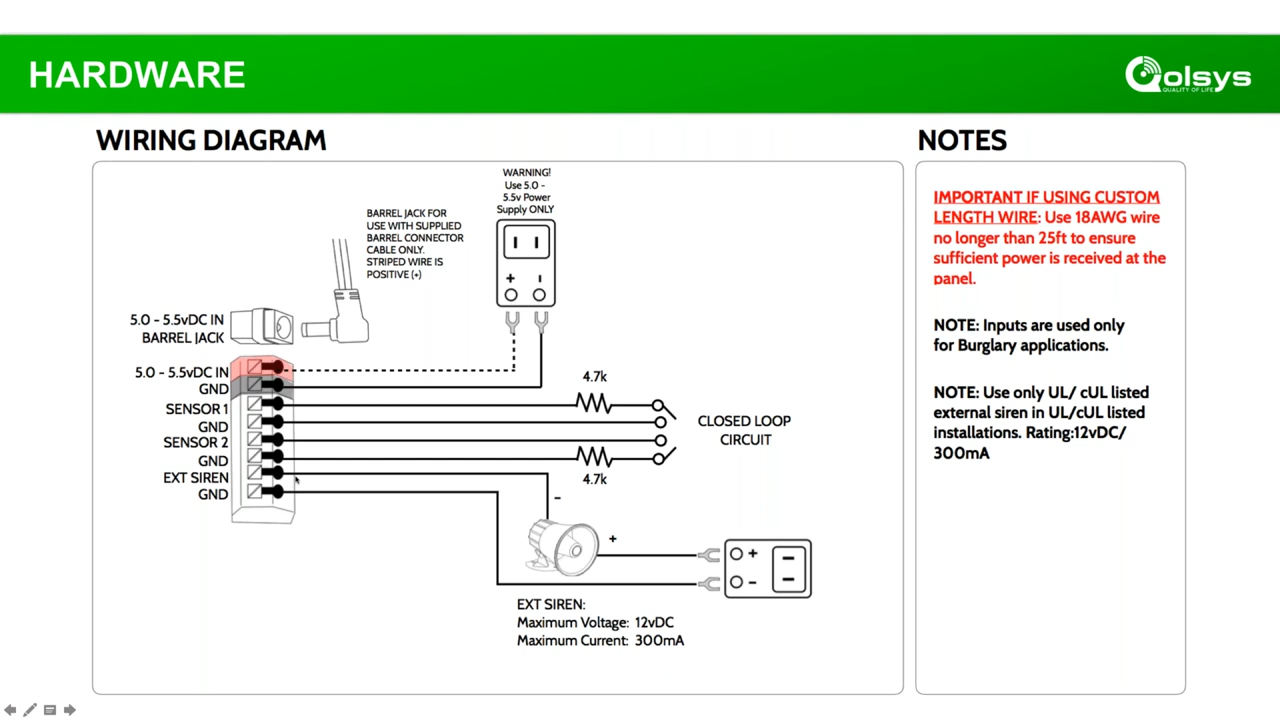 HARDWARE
Qolsys
QUALITY OF LIFE
WIRING DIAGRAM
NOTES
WARNING!
Use 5.0 -
5.5v Power
Supply ONLY
BARREL JACK FOR
USE WITH SUPPLIED
BARREL CONNECTOR
CABLE ONLY.
STRIPED WIRE IS
POSITIVE (+)
+ -
5.0 - 5.5vDC IN
BARREL JACK
5.0 - 5.5vDC IN
GND
SENSOR 1
GND
SENSOR 2
GND
EXT SIREN
GND
4.7k
CLOSED LOOP
CIRCUIT
4.7k
-
+
+
-
EXT SIREN:
Maximum Voltage: 12vDC
Maximum Current: 300mA
IMPORTANT IF USING CUSTOM
LENGTH WIRE: Use 18AWG wire
no longer than 25ft to ensure
sufficient power is received at the
panel.
NOTE: Inputs are used only
for Burglary applications.
NOTE: Use only UL/ cUL listed
external siren in UL/cUL listed
installations. Rating:12vDC/
300mA